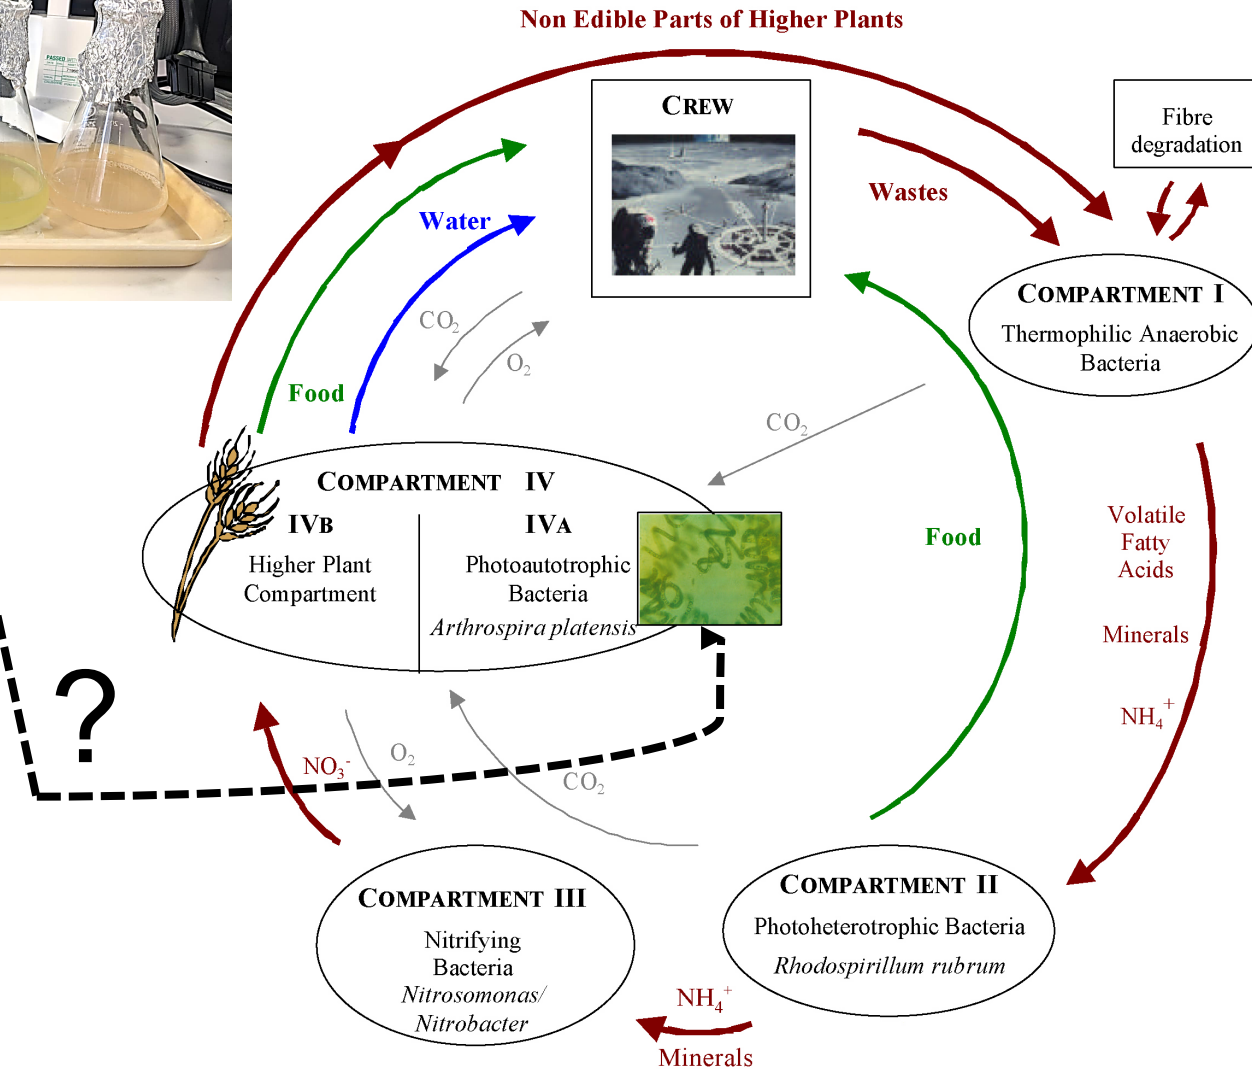 Non Edible Parts of Higher Plants
PASSED
CREW
Fibre
degradation
Wastes
Water
COMPARTMENT I
Thermophilic Anaerobic
Bacteria
CO2
O2
Food
CO2
COMPARTMENT IV
IVB
IVA
Higher Plant
Compartment
Photoautotrophic
Bacteria
Arthrospira platensis
Food
Volatile
Fatty
Acids
Minerals
NH4+
?
NO3-
O2
CO2
COMPARTMENT III
Nitrifying
Bacteria
Nitrosomonas/
Nitrobacter
COMPARTMENT II
Photoheterotrophic Bacteria
Rhodospirillum rubrum
NH4+
Minerals